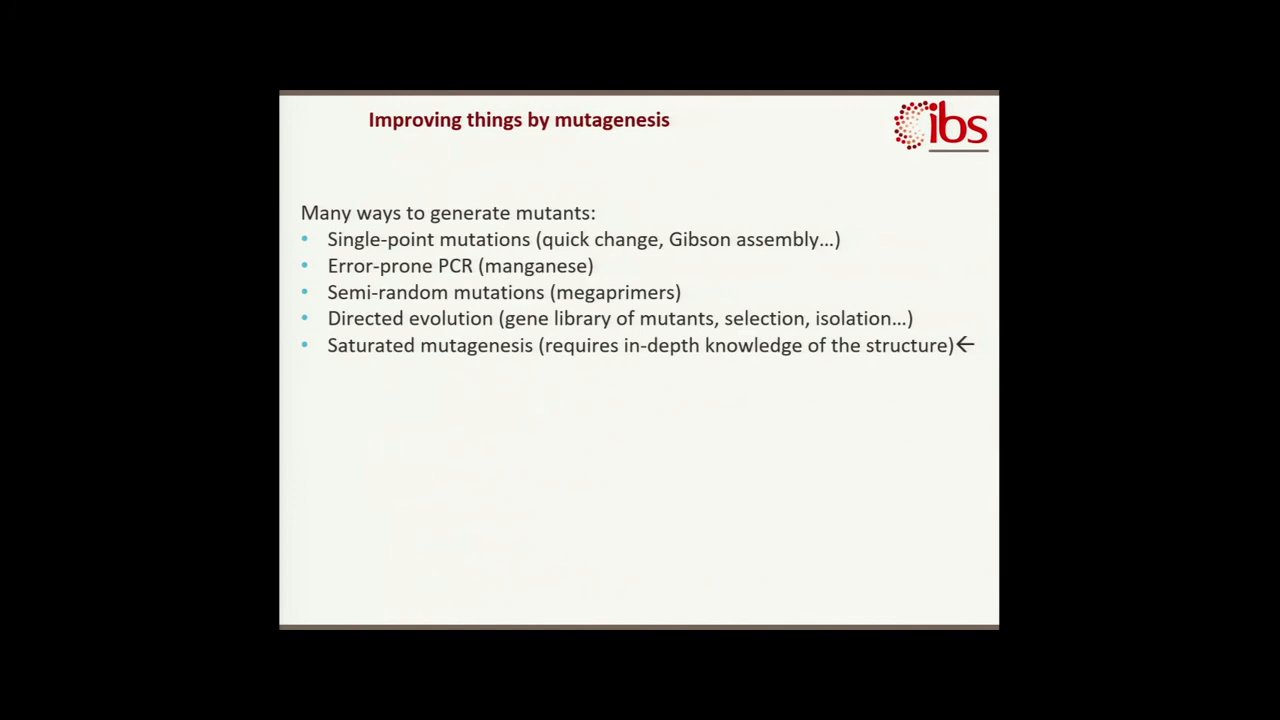 Improving things by mutagenesis
ibs
Many ways to generate mutants:
• Single-point mutations (quick change, Gibson assembly…)
• Error-prone PCR (manganese)
• Semi-random mutations (megaprimers)
• Directed evolution (gene library of mutants, selection, isolation…)
• Saturated mutagenesis (requires in-depth knowledge of the structure)←